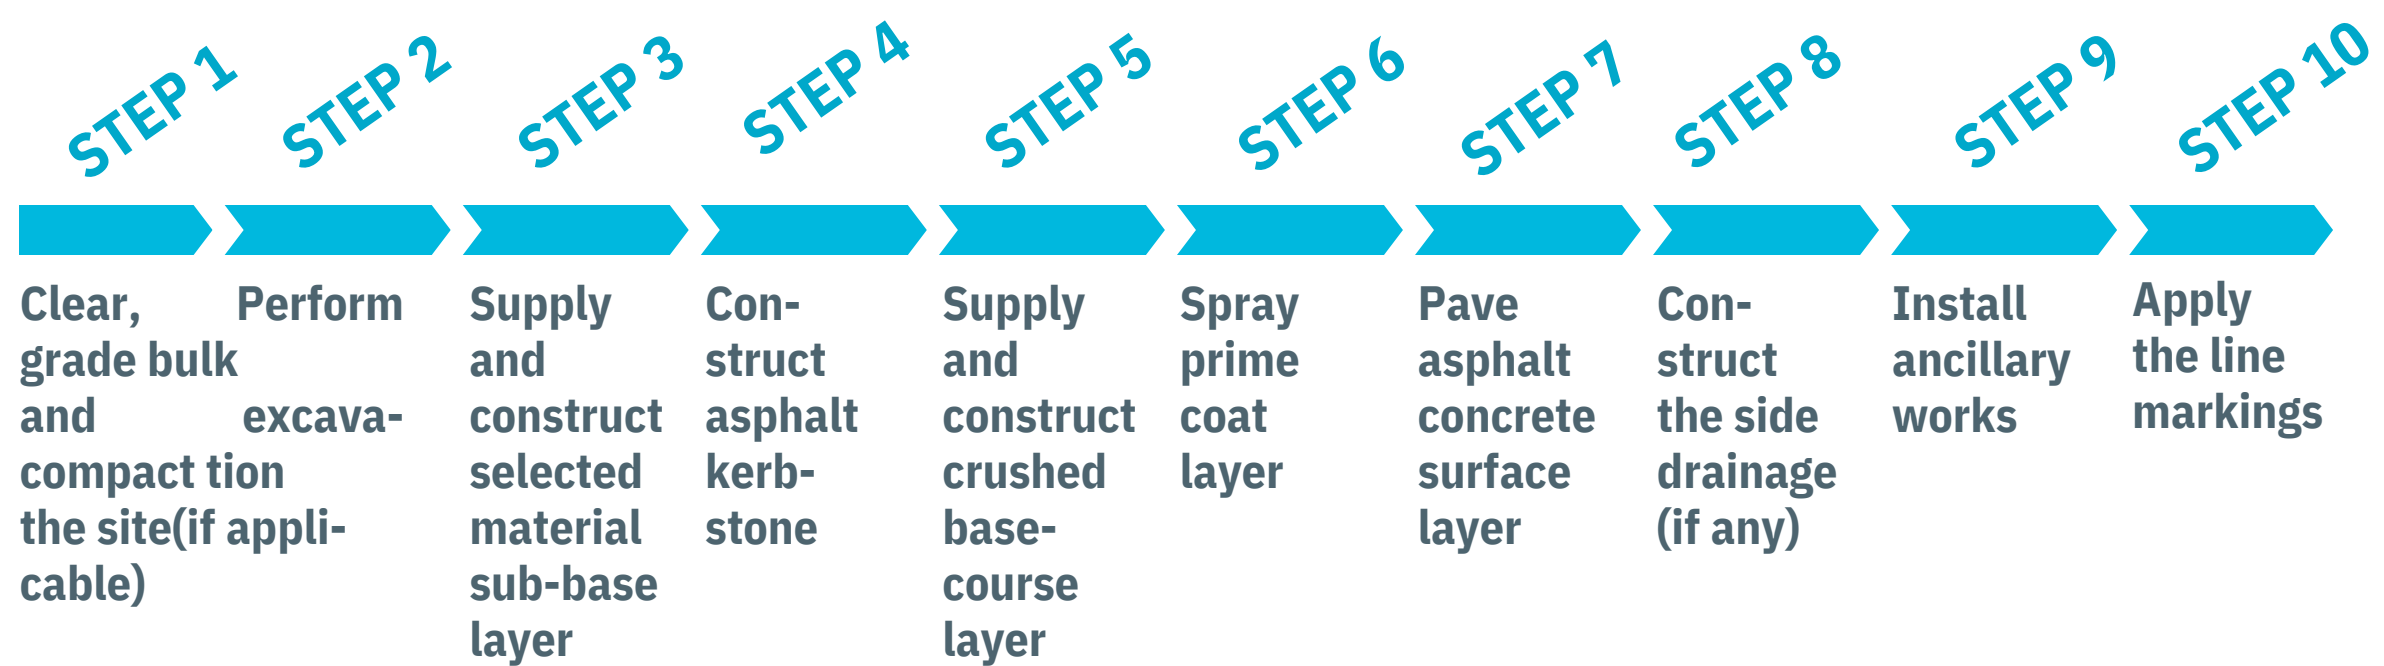 STEP 1
STEP 2
STEP 3
STEP 4
STEP 5
STEP 6
STEP 7
STEP 8
STEP 9
STEP 10
Clear, Perform
grade bulk
and excava-
compact tion
the site(if appli-
cable)
Supply
and
construct
selected
material
sub-base
layer
Con-
struct
asphalt
kerb-
stone
Supply
and
construct
crushed
base-
course
layer
Spray
prime
coat
layer
Pave
asphalt
concrete
surface
layer
Con-
struct
the side
drainage
(if any)
Install
ancillary
works
Apply
the line
markings